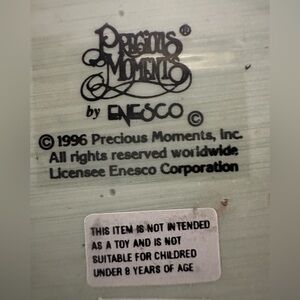 PRECIOUS®
MOMENTS
by ENESCO ©
© 1996 Precious Moments, Inc.
All rights reserved worldwide
Licensee Enesco Corporation
THIS ITEM IS NOT INTENDED
AS A TOY AND IS NOT
SUITABLE FOR CHILDRED
UNDER 8 YEARS OF AGE